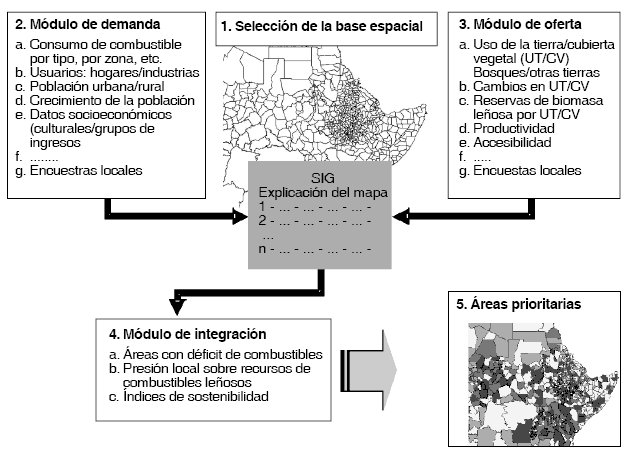 2. Módulo de demanda
a. Consumo de combustible
por tipo, por zona, etc.
b. Usuarios: hogares/industrias
c. Población urbana/rural
d. Crecimiento de la población
e. Datos socioeconómicos
(culturales/grupos de
ingresos
f. ........
g. Encuestras locales
1. Selección de la base espacial
3. Módulo de oferta
a. Uso de la tierra/cubierta
vegetal (UT/CV)
Bosques/otras tierras
b. Cambios en UT/CV
c. Reservas de biomasa
leñosa por UT/CV
d. Productividad
e. Accesibilidad
f. .....
g. Encuestas locales
SIG
Explicación del mapa
1 - ... - ... - ... - ... -
2 - ... - ... - ... - ... -
...
n - ... - ... - ... - ... -
4. Módulo de integración
a. Áreas con déficit de combustibles
b. Presión local sobre recursos de
combustibles leñosos
c. Índices de sostenibilidad
5. Áreas prioritarias